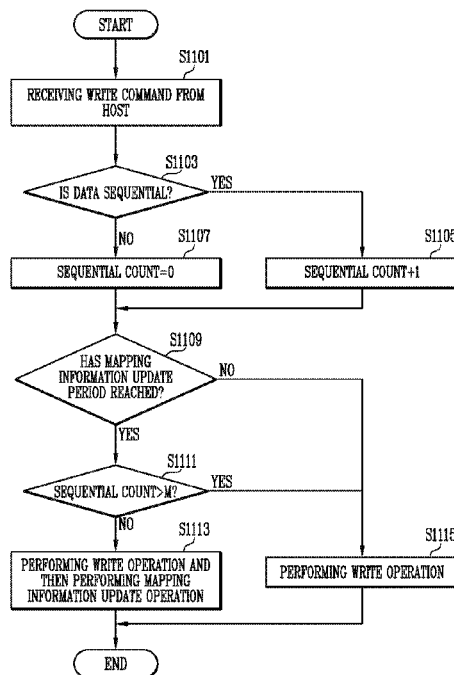 START
S1101
RECEIVING WRITE COMMAND FROM
HOST
S1103
IS DATA SEQUENTIAL?
YES
NO
S1107
S1105
SEQUENTIAL COUNT=0
SEQUENTIAL COUNT+1
S1109
HAS MAPPING
INFORMATION UPDATE
PERIOD REACHED?
NO
YES
S1111
SEQUENTIAL COUNT>M?
YES
NO
S1113
S1115
PERFORMING WRITE OPERATION AND
THEN PERFORMING MAPPING
INFORMATION UPDATE OPERATION
PERFORMING WRITE OPERATION
END